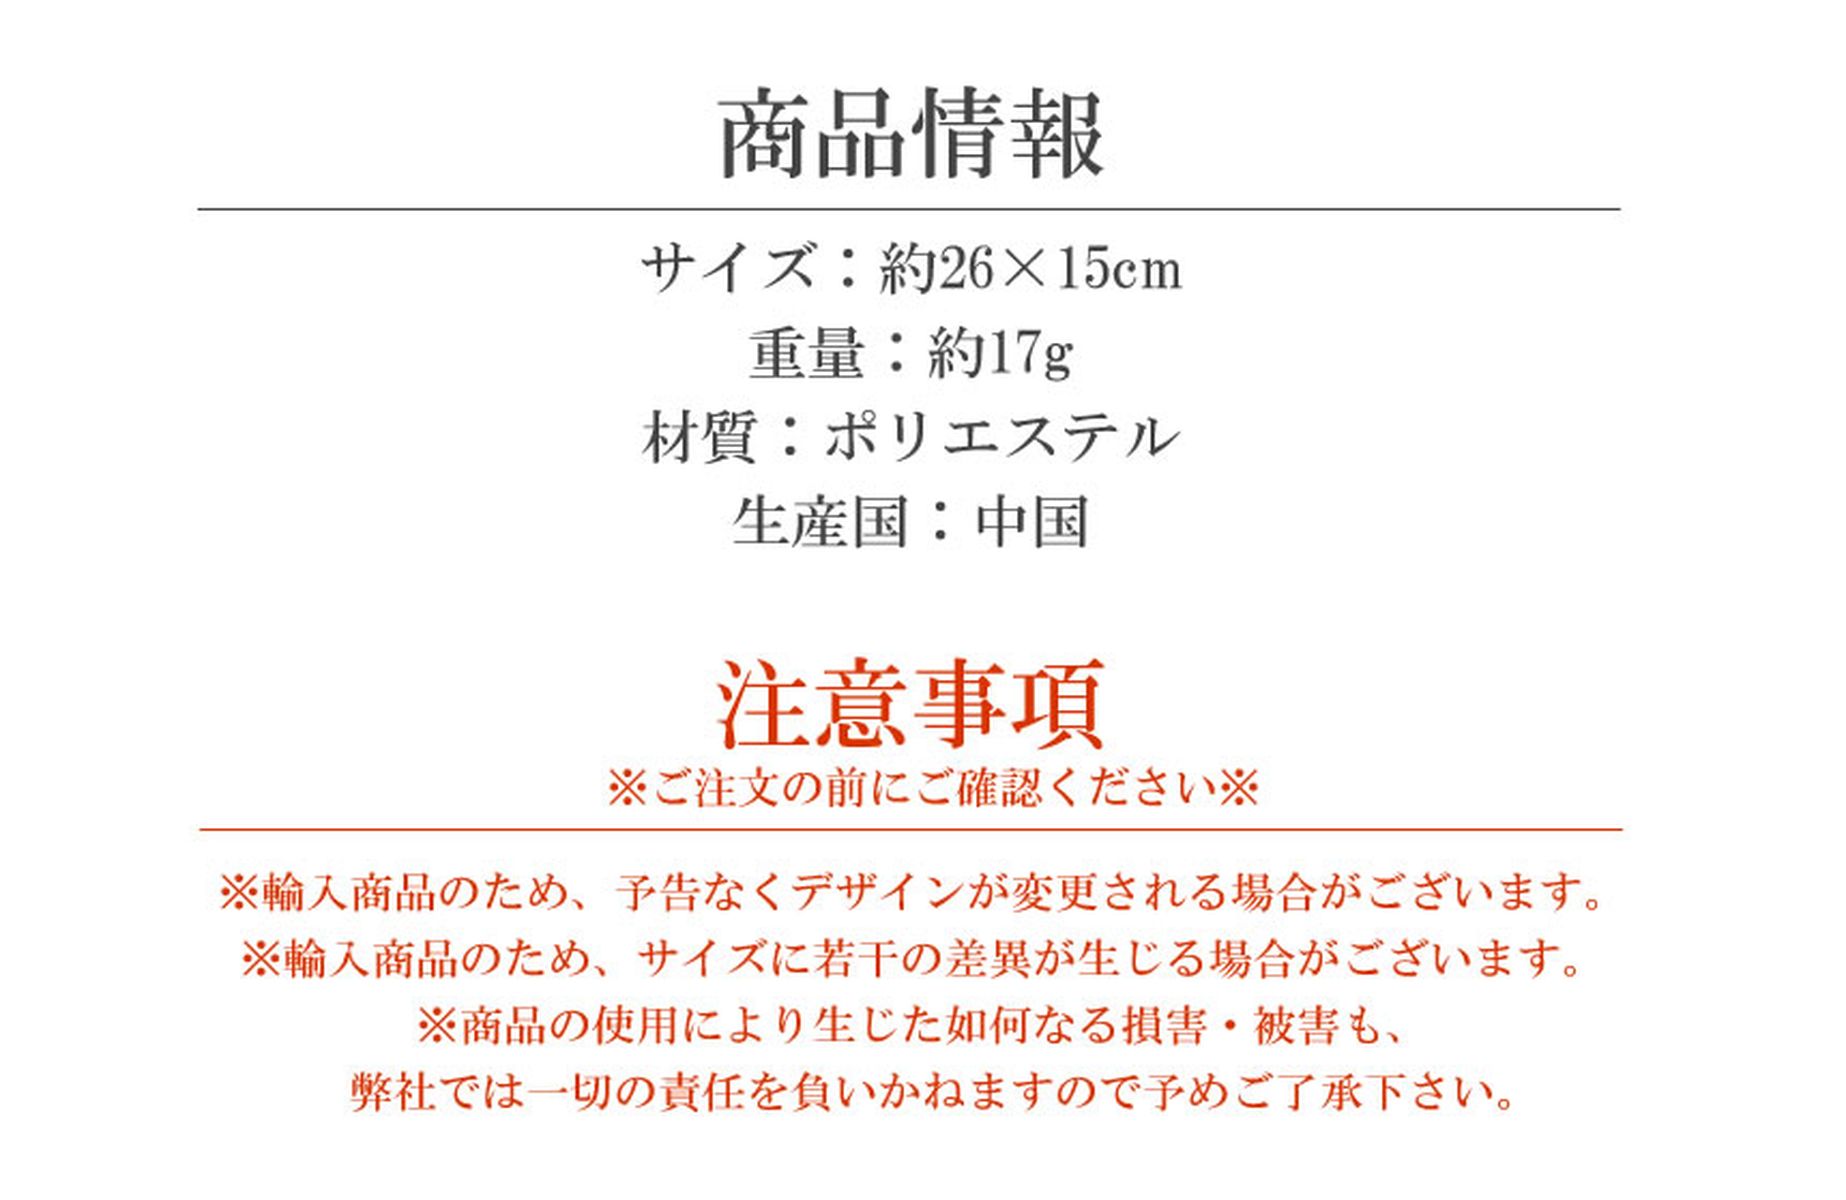 商品情報
サイズ：約26×15cm
重量：約17g
材質：ポリエステル
生産国：中国
注意事項
※ご注文の前にご確認ください※
※輸入商品のため、予告なくデザインが変更される場合がございます。
※輸入商品のため、サイズに若干の差異が生じる場合がございます。
※商品の使用により生じた如何なる損害・被害も、
弊社では一切の責任を負いかねますので予めご了承下さい。